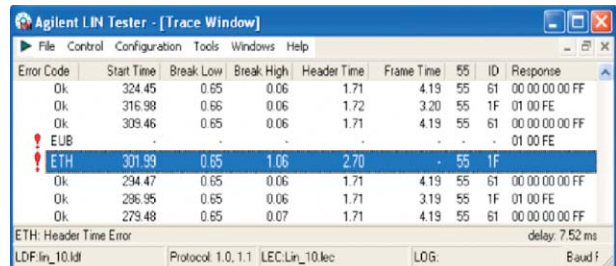 Agilent LIN Tester - [Trace Window]
File Control Configuration Tools Windows Help
Error Code Start Time Break Low Break High Header Time Frame Time 55 ID Response
Ok 324.45 0.65 0.06 1.71 4.19 55 61 00 00 00 00 FF
Ok 316.98 0.66 0.06 1.72 3.20 55 1F 01 00 FE
Ok 309.46 0.65 0.06 1.71 4.19 55 61 00 00 00 00 FF
! EUB - - - - - - - 01 00 FE
! ETH 301.99 0.65 1.06 2.70 - 55 1F
Ok 294.47 0.65 0.06 1.71 4.19 55 61 00 00 00 00 FF
Ok 286.95 0.65 0.06 1.71 3.19 55 1F 01 00 FE
Ok 279.48 0.65 0.07 1.71 4.19 55 61 00 00 00 00 FF
ETH: Header Time Error delay: 7.52 ms
LDF:lin_10.ldf Protocol: 1.0, 1.1 LEC:Lin_10.lec LOG: Baud